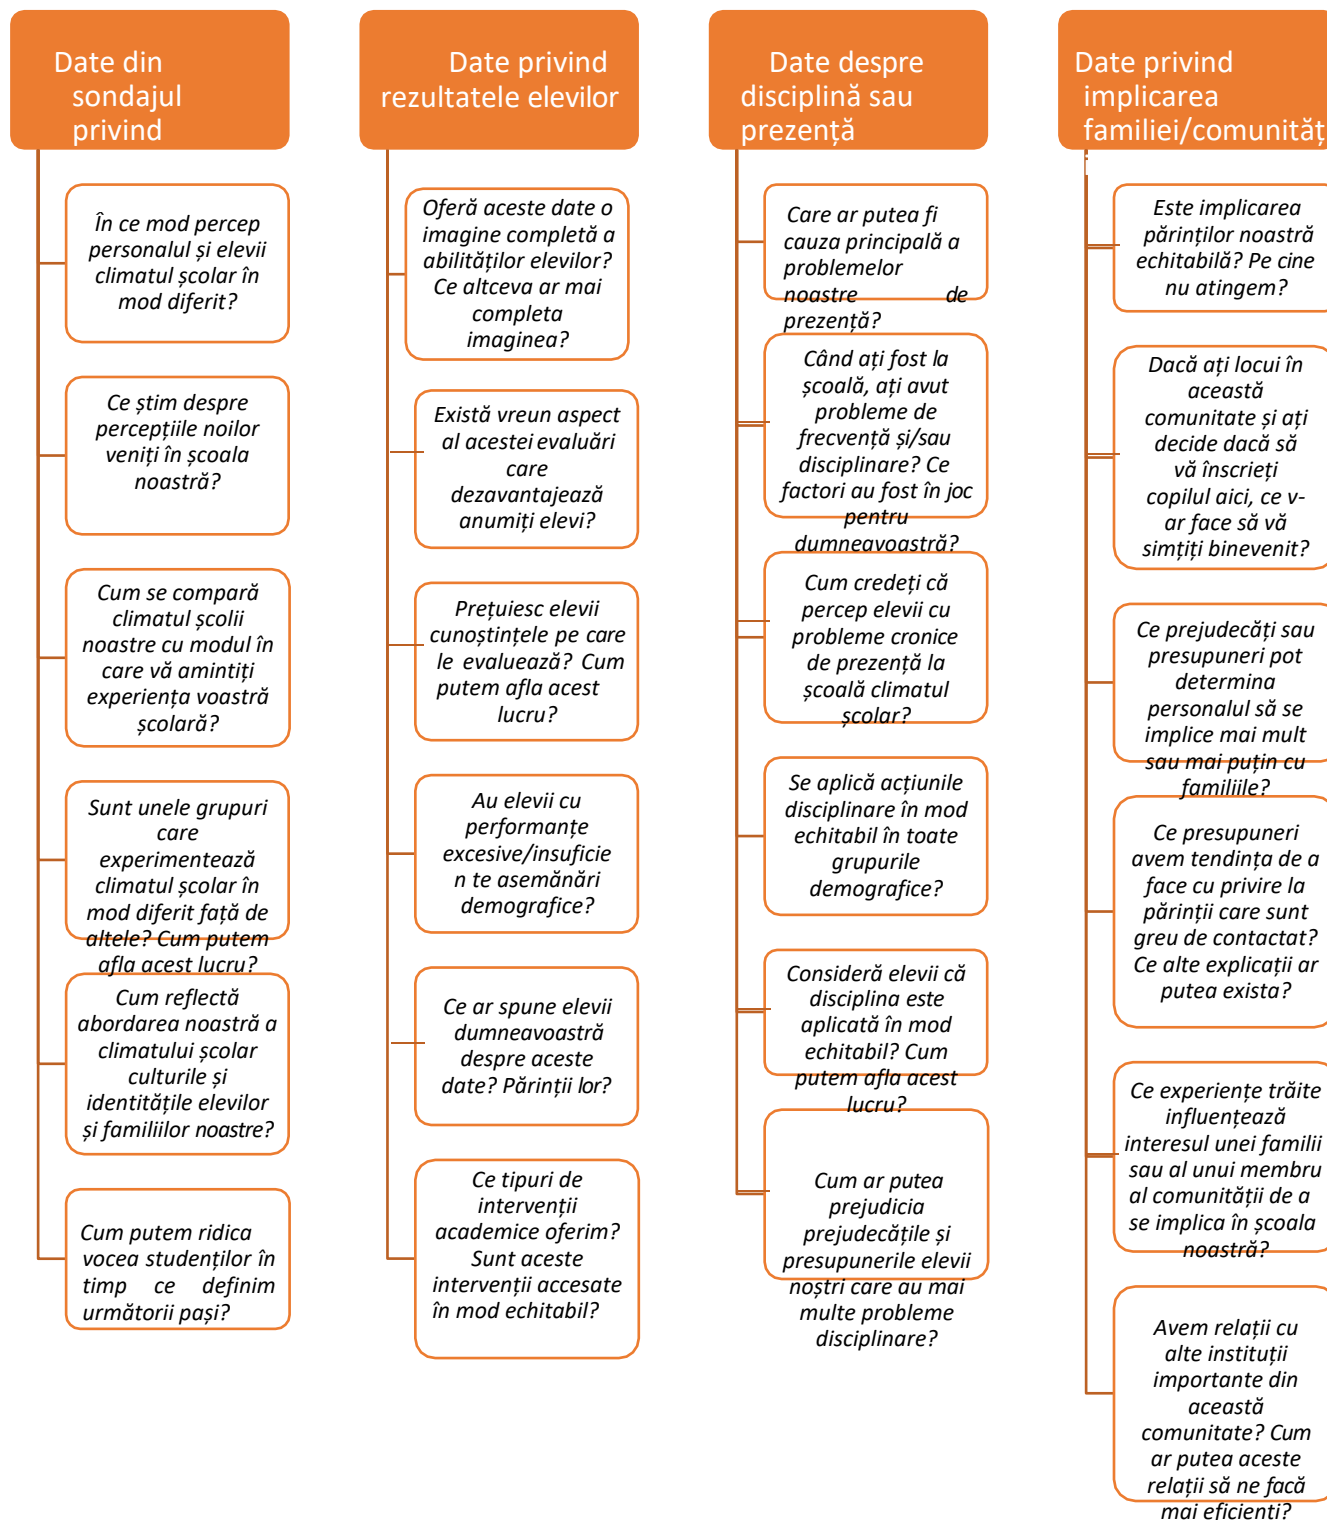 Date din
sondajul
privind
În ce mod percep
personalul și elevii
climatul școlar în
mod diferit?
Ce știm despre
percepțiile noilor
veniți în școala
noastră?
Cum se compară
climatul școlii
noastre cu modul în
care vă amintiți
experiența voastră
școlară?
Sunt unele grupuri
care
experimentează
climatul școlar în
mod diferit față de
altele? Cum putem
afla acest lucru?
Cum reflectă
abordarea noastră a
climatului școlar
culturile și
identitățile elevilor
și familiilor noastre?
Cum putem ridica
vocea studenților în
timp ce definim
următorii pași?
Date privind
rezultatele elevilor
Oferă aceste date o
imagine completă a
abilităților elevilor?
Ce altceva ar mai
completa
imaginea?
Există vreun aspect
al acestei evaluări
care
dezavantajează
anumiți elevi?
Prețuiesc elevii
cunoștințele pe care
le evaluează? Cum
putem afla acest
lucru?
Au elevii cu
performanțe
excesive/insuficie
n te asemănări
demografice?
Ce ar spune elevii
dumneavoastră
despre aceste
date? Părinții lor?
Ce tipuri de
intervenții
academice oferim?
Sunt aceste
intervenții accesate
în mod echitabil?
Date despre
disciplină sau
prezență
Care ar putea fi
cauza principală a
problemelor
noastre de
prezență?
Când ați fost la
școală, ați avut
probleme de
frecvență și/sau
disciplinare? Ce
factori au fost în joc
pentru
dumneavoastră?
Cum credeți că
percep elevii cu
probleme cronice
de prezență la
școală climatul
școlar?
Se aplică acțiunile
disciplinare în mod
echitabil în toate
grupurile
demografice?
Consideră elevii că
disciplina este
aplicată în mod
echitabil? Cum
putem afla acest
lucru?
Cum ar putea
prejudicia
prejudecățile și
presupunerile elevii
noștri care au mai
multe probleme
disciplinare?
Date privind
implicarea
familiei/comunităț
Este implicarea
părinților noastră
echitabilă? Pe cine
nu atingem?
Dacă ați locui în
această
comunitate și ați
decide dacă să
vă înscrieți
copilul aici, ce v-
ar face să vă
simțiți binevenit?
Ce prejudecăți sau
presupuneri pot
determina
personalul să se
implice mai mult
sau mai puțin cu
familiile?
Ce presupuneri
avem tendința de a
face cu privire la
părinții care sunt
greu de contactat?
Ce alte explicații ar
putea exista?
Ce experiențe trăite
influențează
interesul unei familii
sau al unui membru
al comunității de a
se implica în școala
noastră?
Avem relații cu
alte instituții
importante din
această
comunitate? Cum
ar putea aceste
relații să ne facă
mai eficienți?